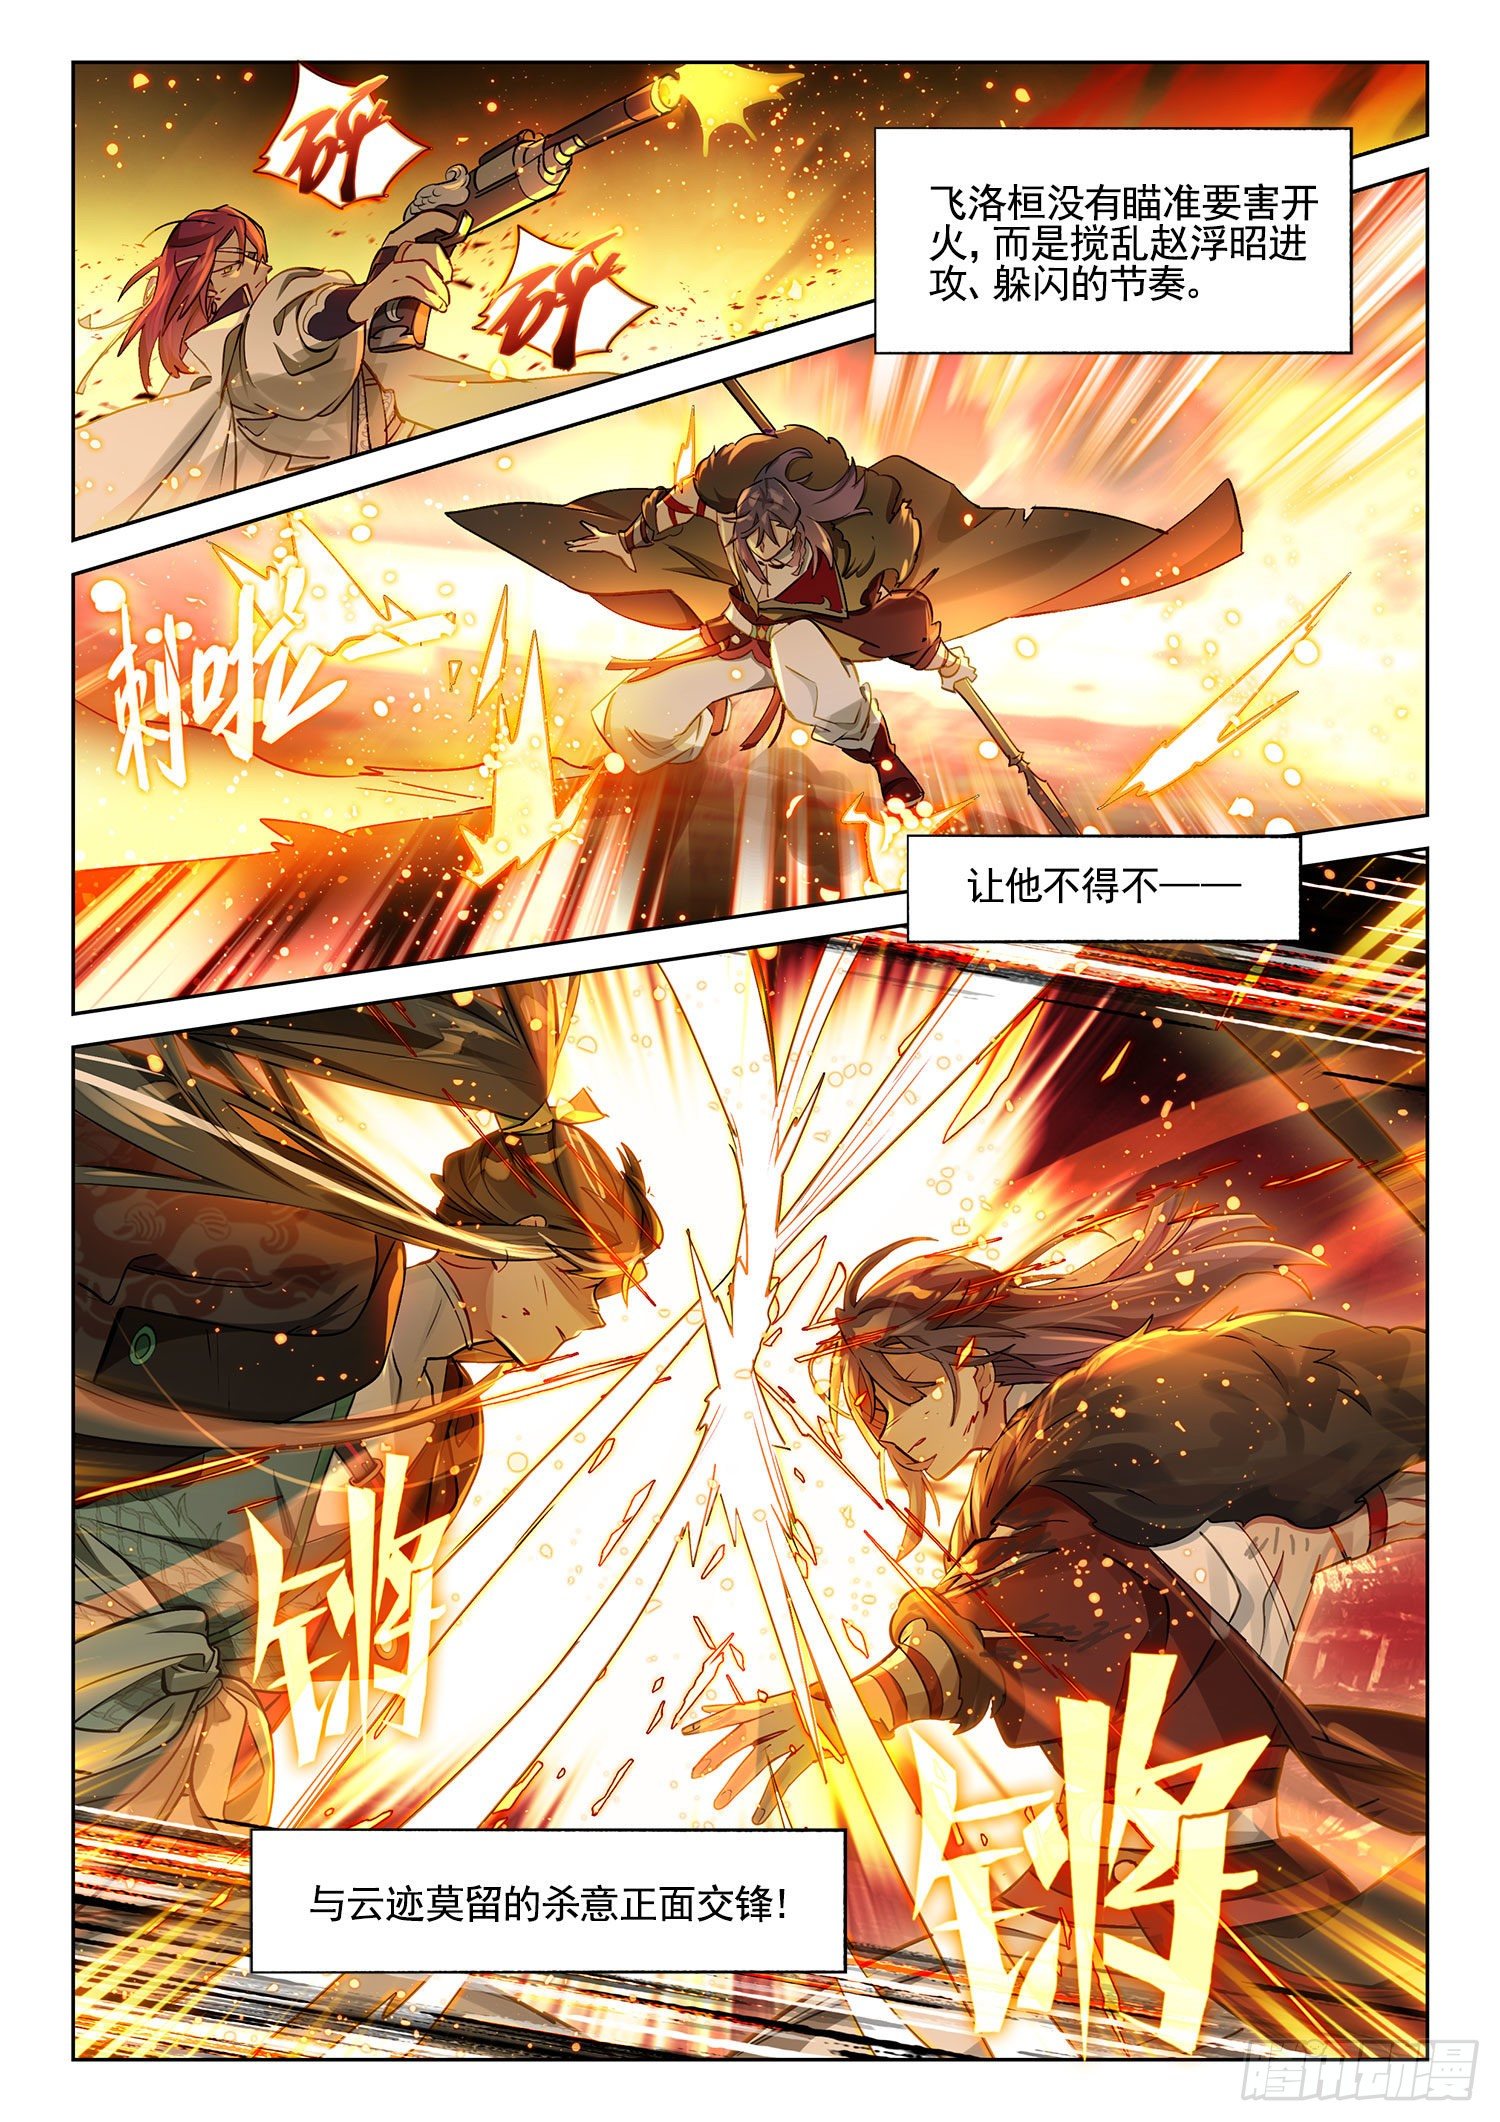 砰
砰
飞洛桓没有瞄准要害开
火，而是搅乱赵浮昭进
攻、躲闪的节奏。
刺啦——
让他不得不——
锵
锵
与云迹莫留的杀意正面交锋！
腾讯动漫